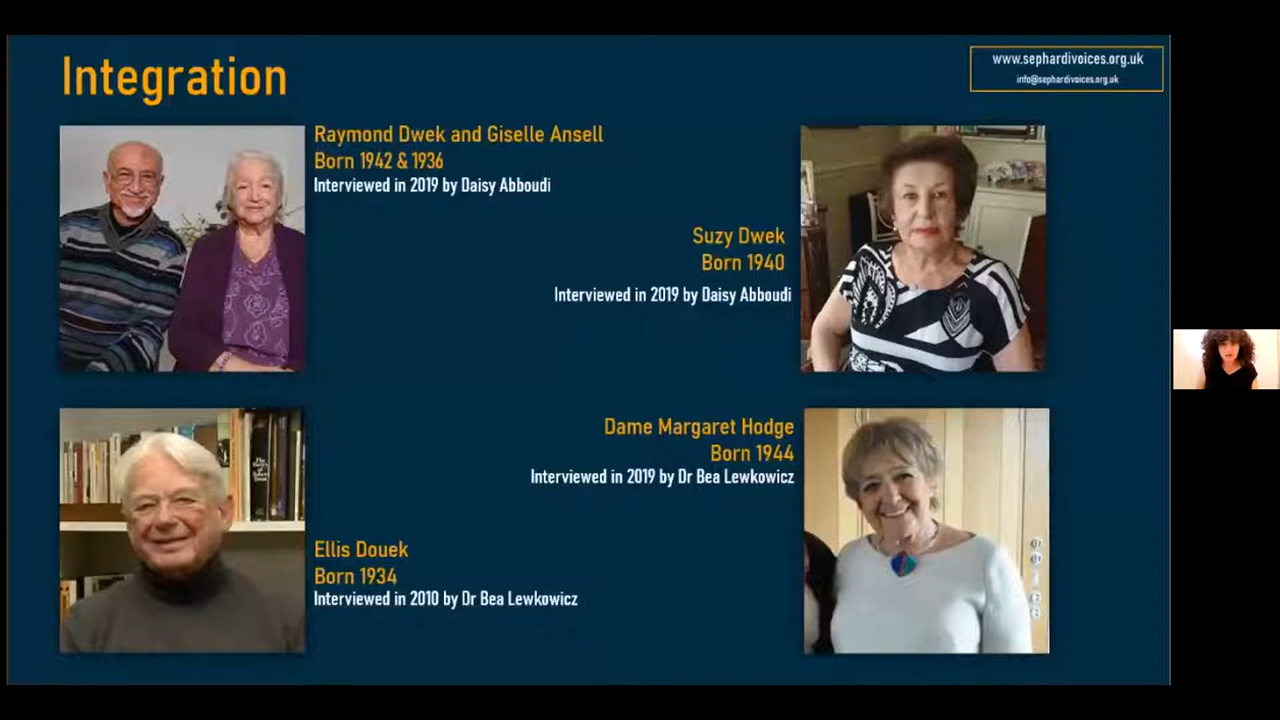 Integration
www.sephardivoices.org.uk
info@sephardivoices.org.uk
Raymond Dwek and Giselle Ansell
Born 1942 & 1936
Interviewed in 2019 by Daisy Abboudi
Suzy Dwek
Born 1940
Interviewed in 2019 by Daisy Abboudi
Dame Margaret Hodge
Born 1944
Interviewed in 2019 by Dr Bea Lewkowicz
Ellis Douek
Born 1934
Interviewed in 2010 by Dr Bea Lewkowicz